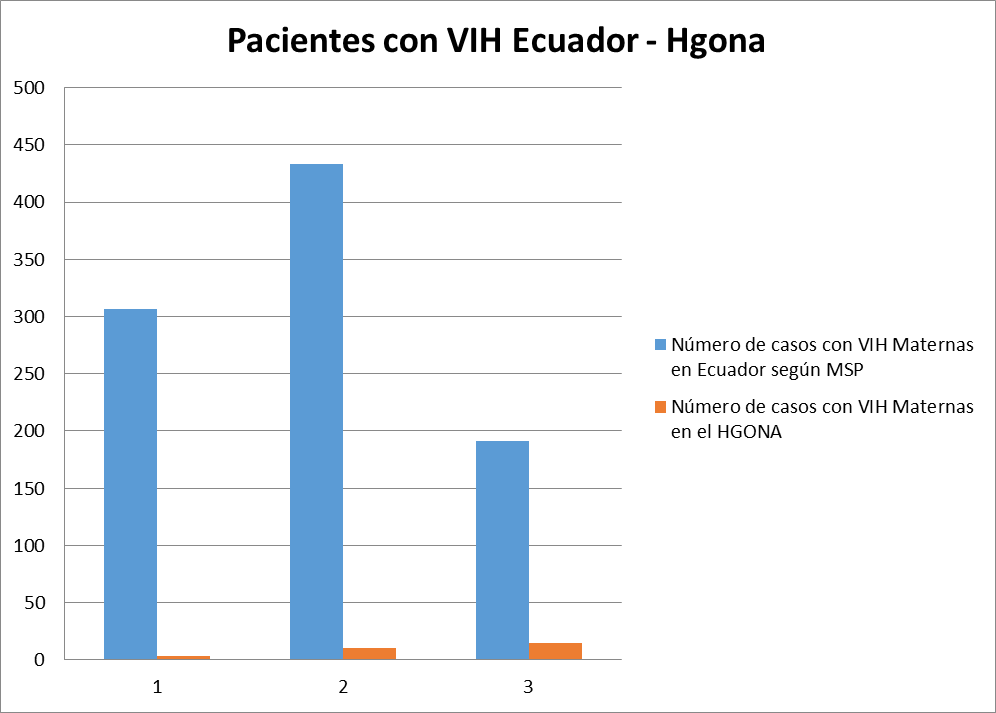 Pacientes con VIH Ecuador - Hgona
500
450
400
350
300
250
200
150
100
50
0
1 2 3
Número de casos con VIH Maternas
en Ecuador según MSP
Número de casos con VIH Maternas
en el HGONA